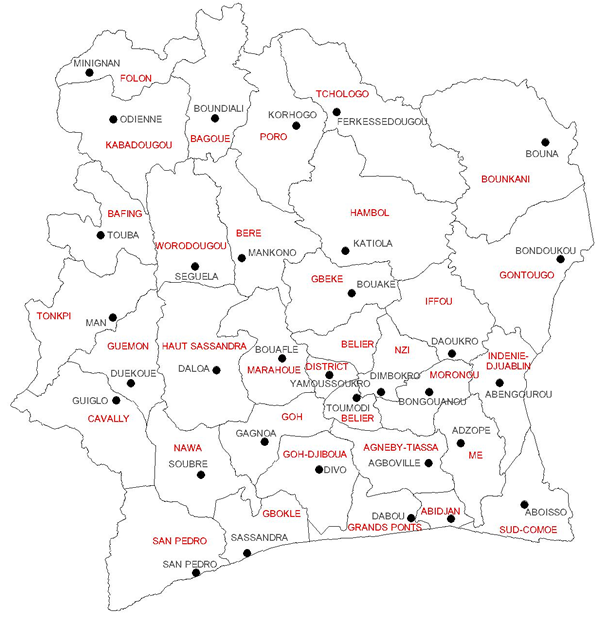 MINIGNAN
FOLON
TCHOLOGO
BOUNDIALI
ODIENNE
KORHOGO
FERKESSEDOUGOU
KABADOUGOU
BAGOUE
PORO
BOUNA
BOUNKANI
BAFING
HAMBOL
TOUBA
BERE
WORODOUGOU
KATIOLA
MANKONO
BONDOUKOU
SEGUELA
GBEKE
GONTOUGO
BOUAKE
IFFOU
TONKPI
MAN
GUEMON
HAUT SASSANDRA
BELIER
NZI
DAOUKRO
BOUAFLE
INDENIE-
DJUABLIN
DALOA
MARAHOUE
DISTRICT
MORONOU
YAMOUSSOUKRO
DIMBOKRO
DUEKOUE
ABENGOUROU
GUIGLO
TOUMODI
BONGOUANOU
CAVALLY
GOH
BELIER
GAGNOA
ADZOPE
NAWA
GOH-DJIBOUA
AGNEBY-TIASSA
ME
SOUBRE
DIVO
AGBOVILLE
GBOKLE
DABOU
ABIDJAN
ABOISSO
GRANDS PONTS
SUD-COMOE
SAN PEDRO
SASSANDRA
SAN PEDRO